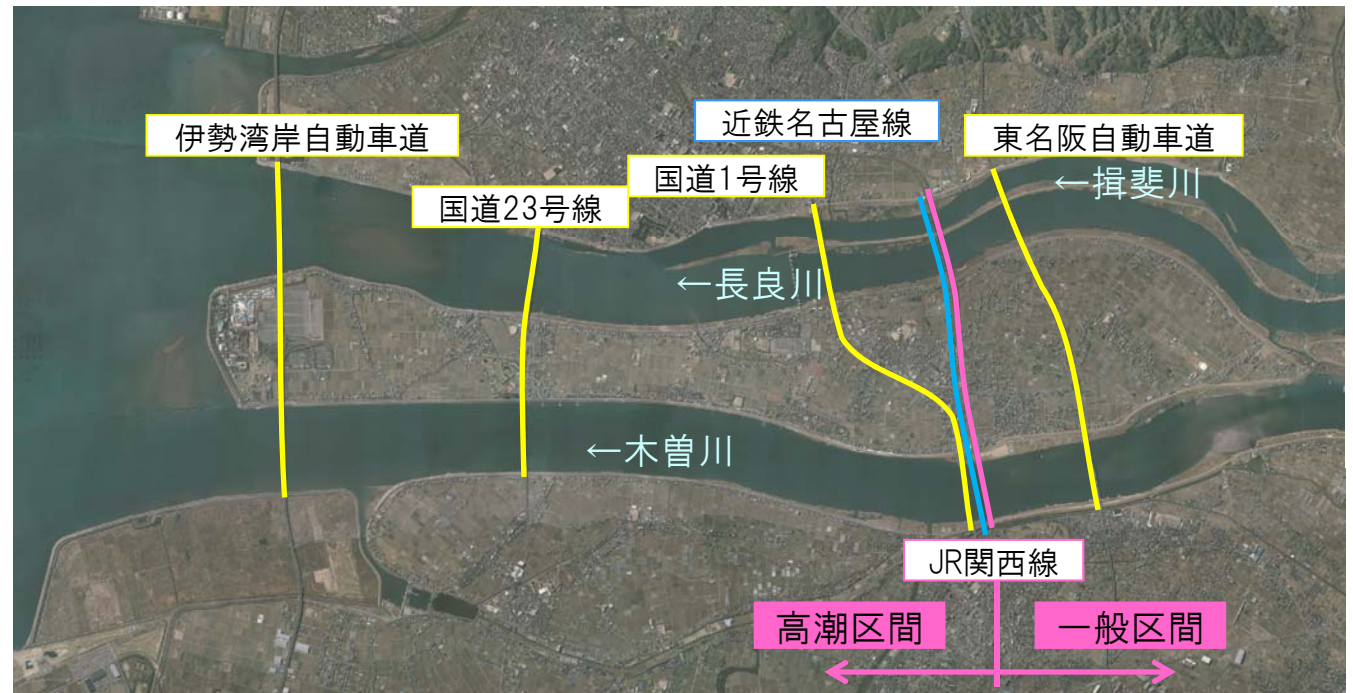 近鉄名古屋線
伊勢湾岸自動車道
東名阪自動車道
国道1号線
←揖斐川
国道23号線
←長良川
←木曽川
JR関西線
高潮区間
一般区間